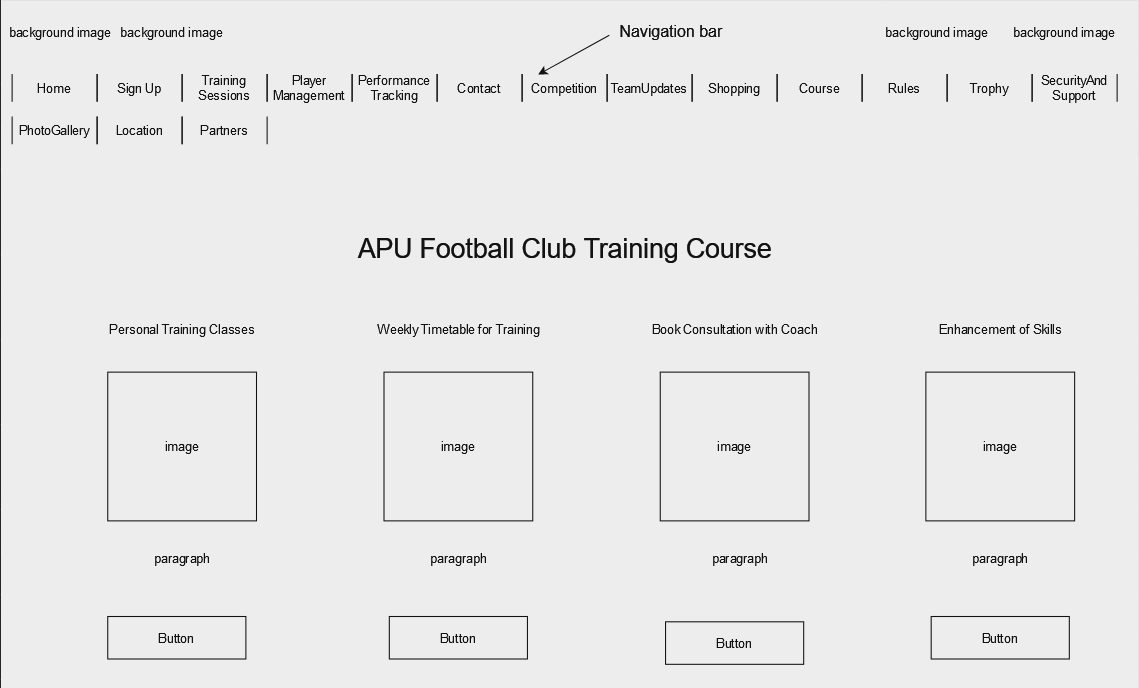 background image background image Navigation bar background image background image
Home Sign Up Training Sessions Player Management Performance Tracking Contact Competition TeamUpdates Shopping Course Rules Trophy SecurityAnd Support
PhotoGallery Location Partners
APU Football Club Training Course
Personal Training Classes Weekly Timetable for Training Book Consultation with Coach Enhancement of Skills
image image image image
paragraph paragraph paragraph paragraph
Button Button Button Button